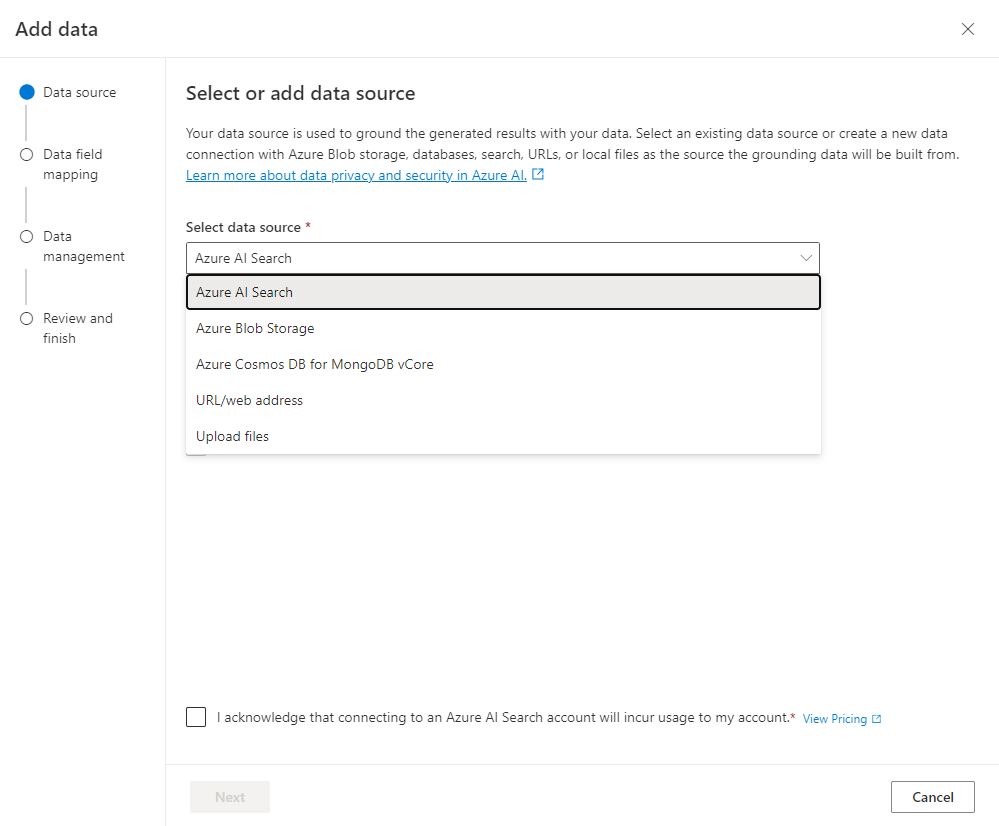 Add data
Data source
Data field
mapping
Data
management
Review and
finish
Select or add data source
Your data source is used to ground the generated results with your data. Select an existing data source or create a new data
connection with Azure Blob storage, databases, search, URLs, or local files as the source the grounding data will be built from.
Learn more about data privacy and security in Azure AI.
Select data source *
Azure AI Search
Azure AI Search
Azure Blob Storage
Azure Cosmos DB for MongoDB vCore
URL/web address
Upload files
I acknowledge that connecting to an Azure AI Search account will incur usage to my account.* View Pricing
Next
Cancel